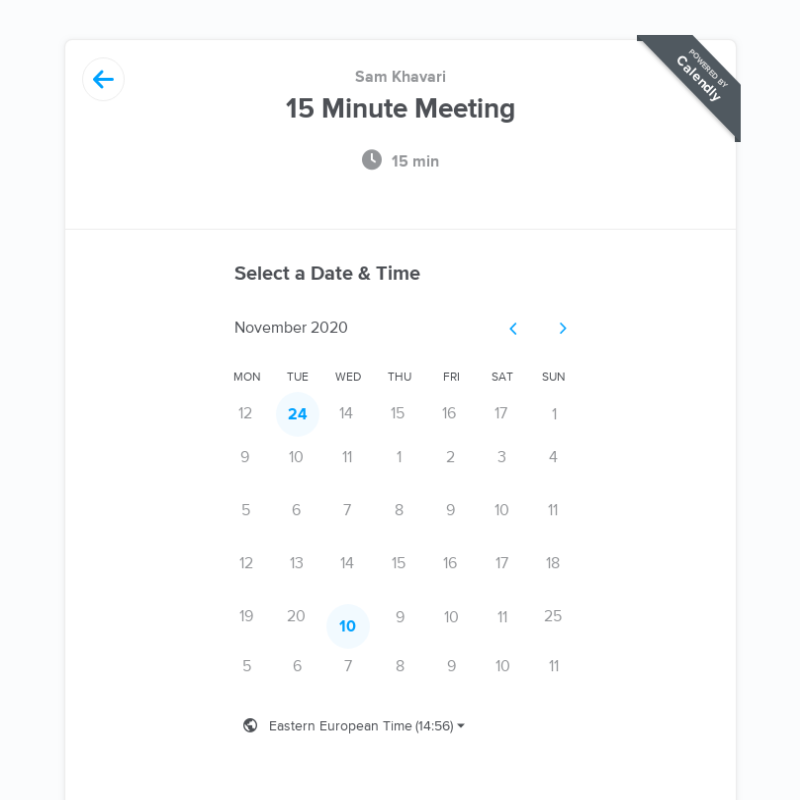 Sam Khavari
15 Minute Meeting
15 min
POWERED BY
Calendly
Select a Date & Time
November 2020
MON TUE WED THU FRI SAT SUN
12 24 14 15 16 17 1
9 10 11 1 2 3 4
5 6 7 8 9 10 11
12 13 14 15 16 17 18
19 20 10 9 10 11 25
5 6 7 8 9 10 11
Eastern European Time (14:56)